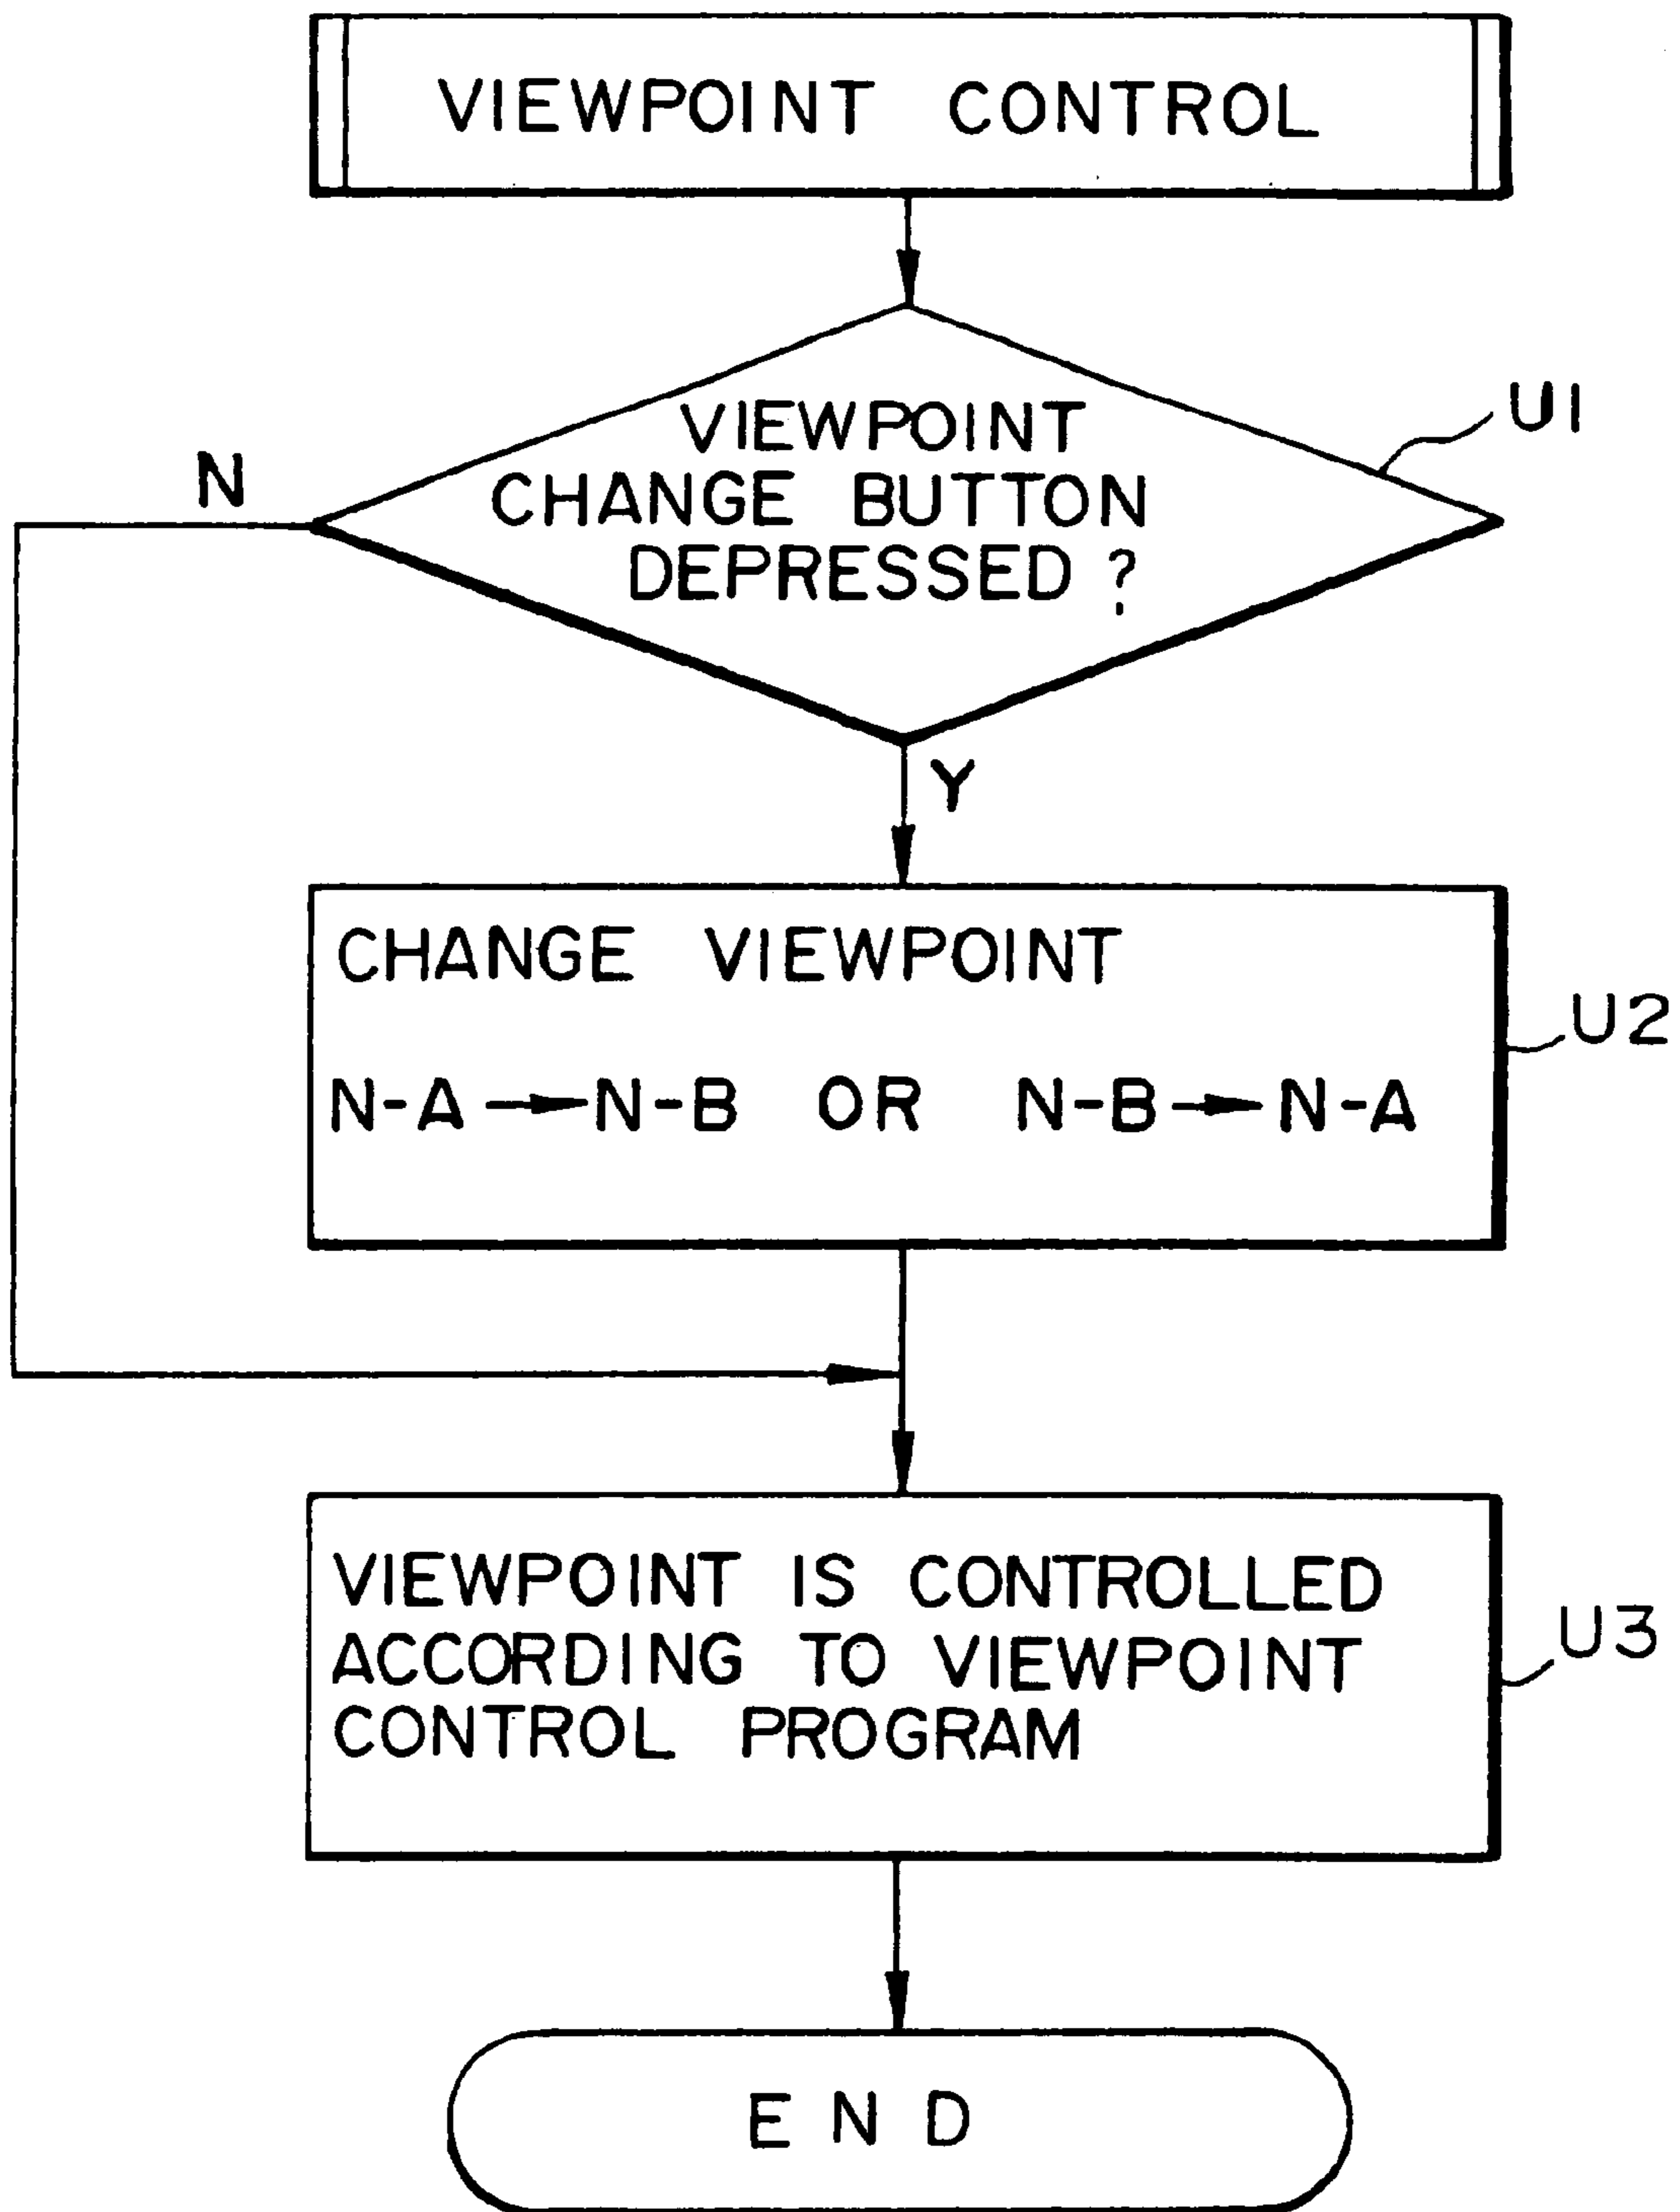 VIEWPOINT CONTROL
VIEWPOINT
CHANGE BUTTON
DEPRESSED ?
U1
N
Y
CHANGE VIEWPOINT
N-A → N-B OR N-B → N-A
U2
VIEWPOINT IS CONTROLLED
ACCORDING TO VIEWPOINT
CONTROL PROGRAM
U3
END